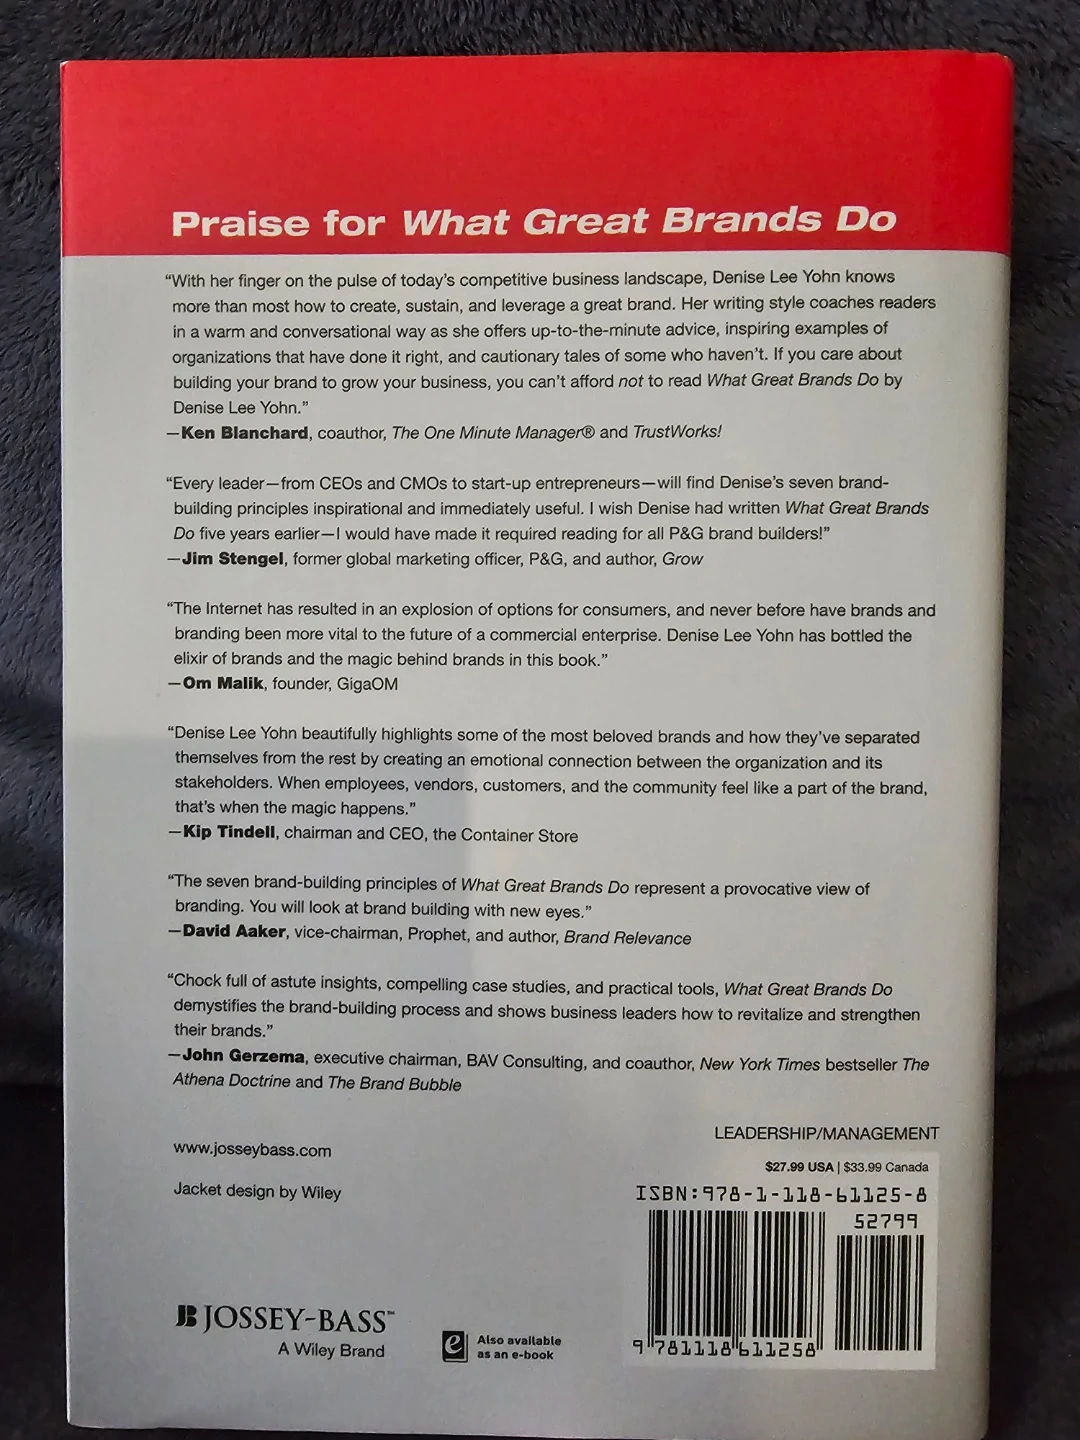 Praise for What Great Brands Do
“With her finger on the pulse of today’s competitive business landscape, Denise Lee Yohn knows
more than most how to create, sustain, and leverage a great brand. Her writing style coaches readers
in a warm and conversational way as she offers up-to-the-minute advice, inspiring examples of
organizations that have done it right, and cautionary tales of some who haven’t. If you care about
building your brand to grow your business, you can’t afford not to read What Great Brands Do by
Denise Lee Yohn.”
—Ken Blanchard, coauthor, The One Minute Manager® and TrustWorks!
“Every leader—from CEOs and CMOs to start-up entrepreneurs—will find Denise’s seven brand-
building principles inspirational and immediately useful. I wish Denise had written What Great Brands
Do five years earlier—I would have made it required reading for all P&G brand builders!”
—Jim Stengel, former global marketing officer, P&G, and author, Grow
“The Internet has resulted in an explosion of options for consumers, and never before have brands and
branding been more vital to the future of a commercial enterprise. Denise Lee Yohn has bottled the
elixir of brands and the magic behind brands in this book.”
—Om Malik, founder, GigaOM
“Denise Lee Yohn beautifully highlights some of the most beloved brands and how they’ve separated
themselves from the rest by creating an emotional connection between the organization and its
stakeholders. When employees, vendors, customers, and the community feel like a part of the brand,
that’s when the magic happens.”
—Kip Tindell, chairman and CEO, the Container Store
“The seven brand-building principles of What Great Brands Do represent a provocative view of
branding. You will look at brand building with new eyes.”
—David Aaker, vice-chairman, Prophet, and author, Brand Relevance
“Chock full of astute insights, compelling case studies, and practical tools, What Great Brands Do
demystifies the brand-building process and shows business leaders how to revitalize and strengthen
their brands.”
—John Gerzema, executive chairman, BAV Consulting, and coauthor, New York Times bestseller The
Athena Doctrine and The Brand Bubble
LEADERSHIP/MANAGEMENT
www.josseybass.com
$27.99 USA | $33.99 Canada
Jacket design by Wiley
ISBN:978-1-118-61125-8
52799
JB JOSSEY-BASS™
A Wiley Brand
e
Also available
as an e-book
9 781118 611258